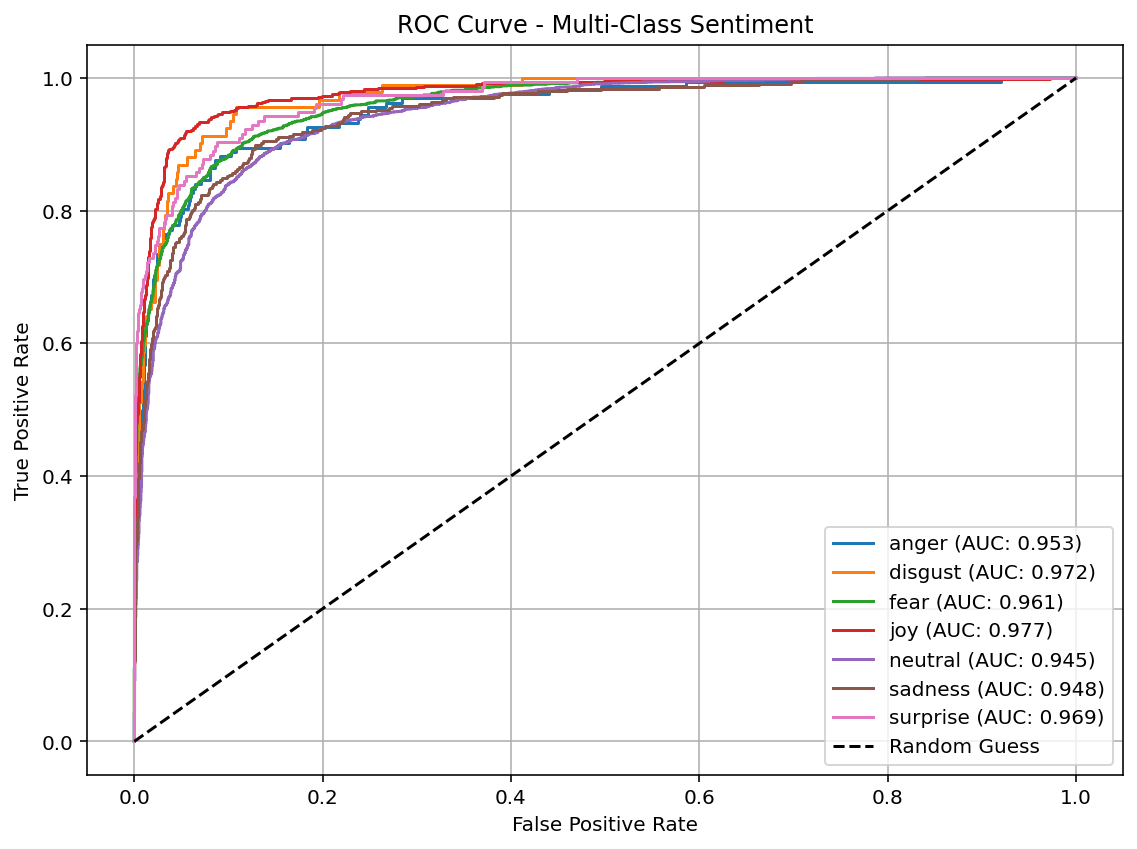 ROC Curve - Multi-Class Sentiment
True Positive Rate
1.0
0.8
0.6
0.4
0.2
0.0
anger (AUC: 0.953)
disgust (AUC: 0.972)
fear (AUC: 0.961)
joy (AUC: 0.977)
neutral (AUC: 0.945)
sadness (AUC: 0.948)
surprise (AUC: 0.969)
Random Guess
0.0 0.2 0.4 0.6 0.8 1.0
False Positive Rate